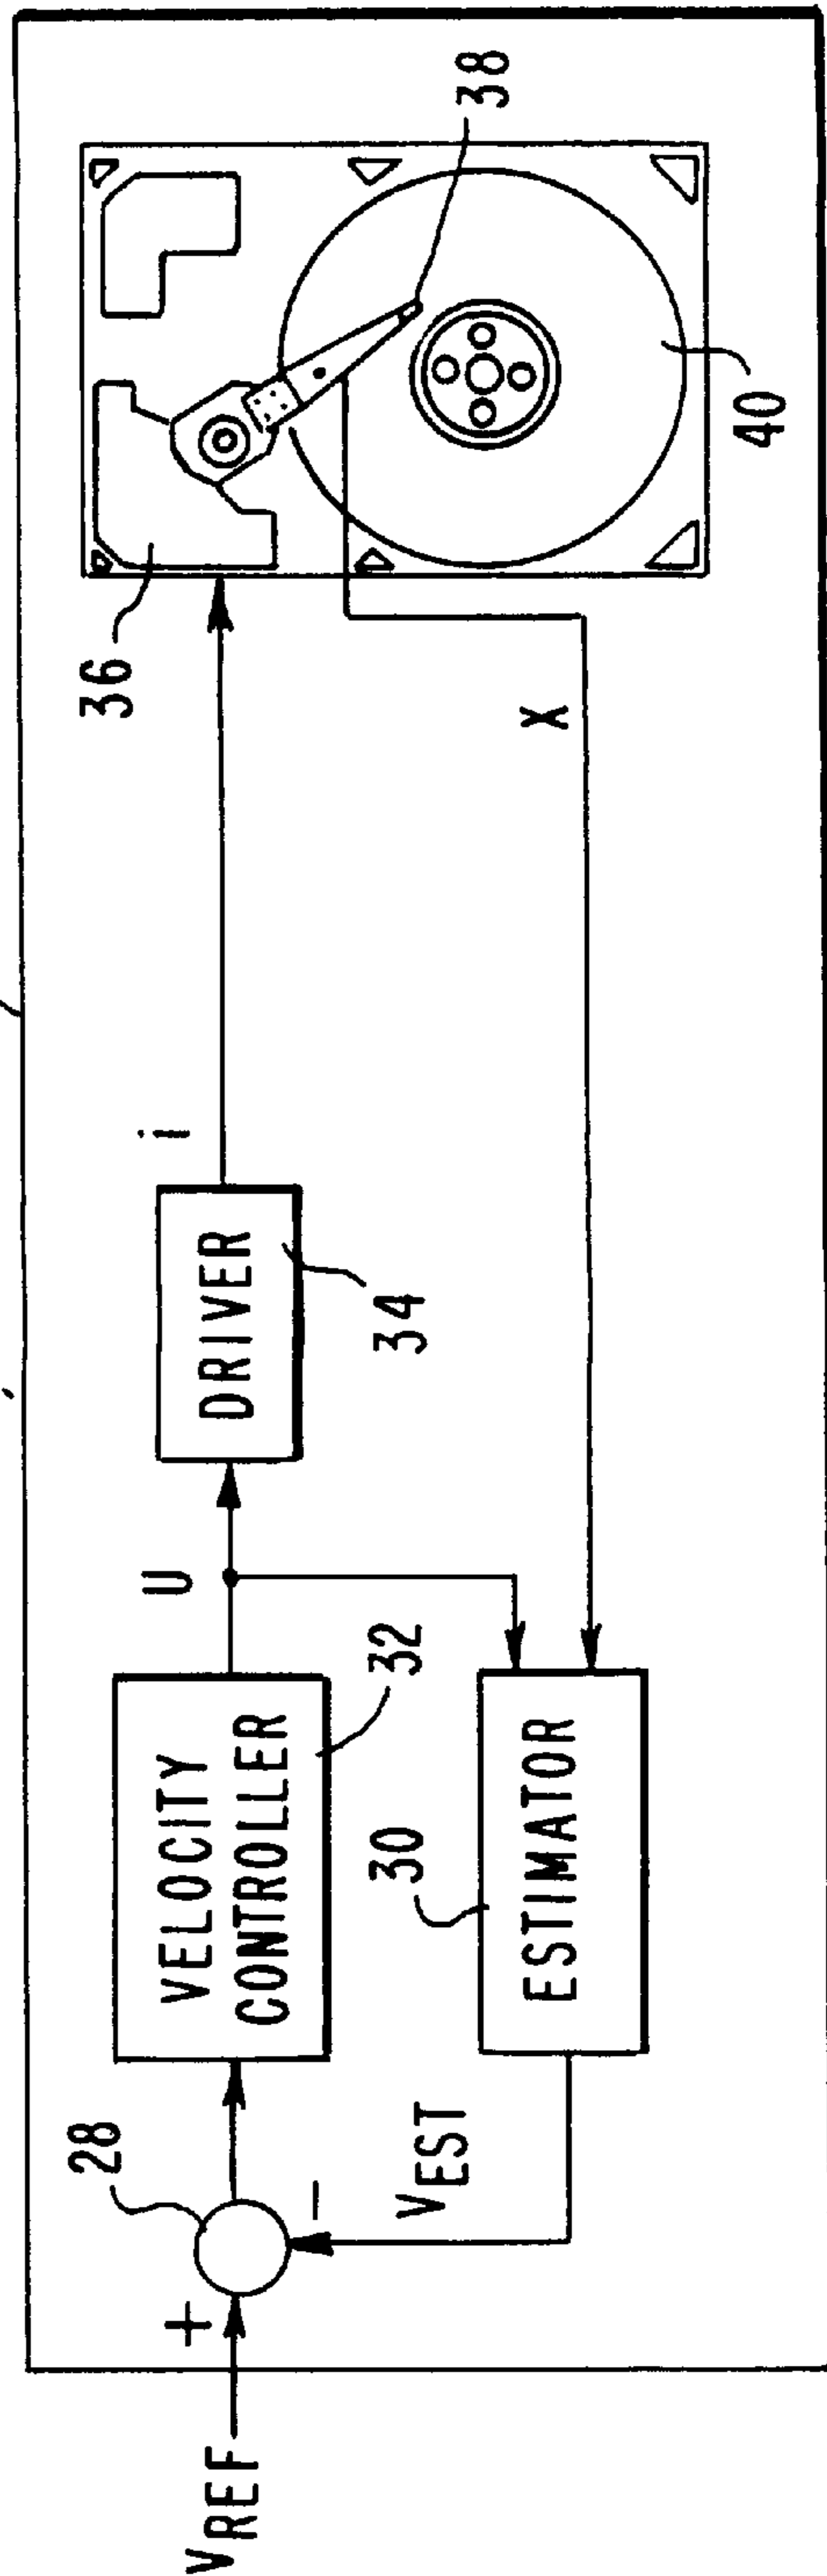 VREF
+
28
-
VEST
VELOCITY
CONTROLLER
32
30
ESTIMATOR
U
DRIVER
34
i
X
36
38
40